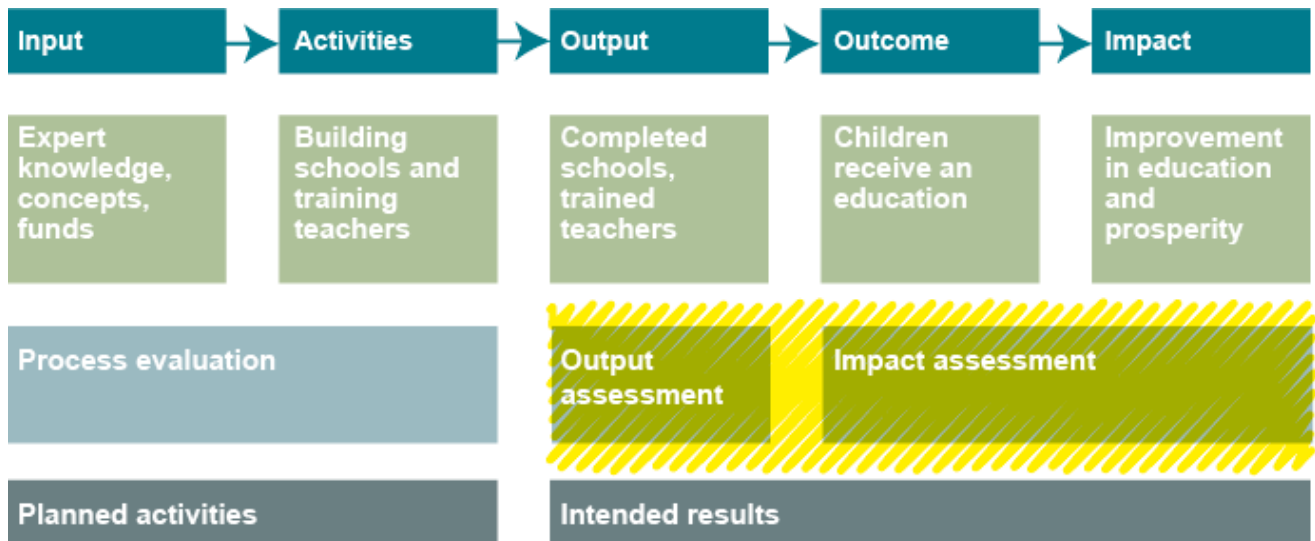 Input
Activities
Output
Outcome
Impact
Expert
knowledge,
concepts,
funds
Building
schools and
training
teachers
Completed
schools,
trained
teachers
Children
receive an
education
Improvement
in education
and
prosperity
Process evaluation
Output
assessment
Impact assessment
Planned activities
Intended results